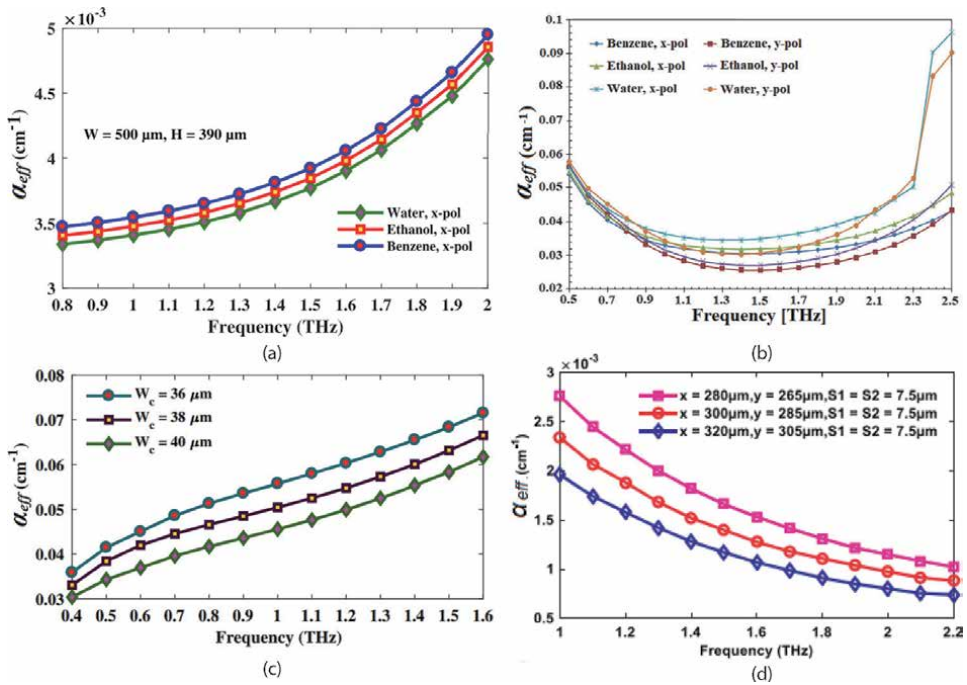 ×10⁻³
5
4.5
4
3.5
3
α_eff (cm⁻¹)
W = 500 μm, H = 390 μm
Water, x-pol
Ethanol, x-pol
Benzene, x-pol
0.8 0.9 1 1.1 1.2 1.3 1.4 1.5 1.6 1.7 1.8 1.9 2
Frequency (THz)
(a)
0.1
0.09
0.08
0.07
0.06
0.05
0.04
0.03
0.02
α_eff (cm⁻¹)
Benzene, x-pol Benzene, y-pol
Ethanol, x-pol Ethanol, y-pol
Water, x-pol Water, y-pol
0.5 0.7 0.9 1.1 1.3 1.5 1.7 1.9 2.1 2.3 2.5
Frequency [THz]
(b)
0.08
0.07
0.06
0.05
0.04
0.03
α_eff (cm⁻¹)
W_c = 36 μm
W_c = 38 μm
W_c = 40 μm
0.4 0.5 0.6 0.7 0.8 0.9 1 1.1 1.2 1.3 1.4 1.5 1.6
Frequency (THz)
(c)
×10⁻³
3
2.5
2
1.5
1
0.5
α eff. (cm⁻¹)
x = 280μm,y = 265μm,S1 = S2 = 7.5μm
x = 300μm,y = 285μm,S1 = S2 = 7.5μm
x = 320μm,y = 305μm,S1 = S2 = 7.5μm
1 1.2 1.4 1.6 1.8 2 2.2
Frequency (THz)
(d)